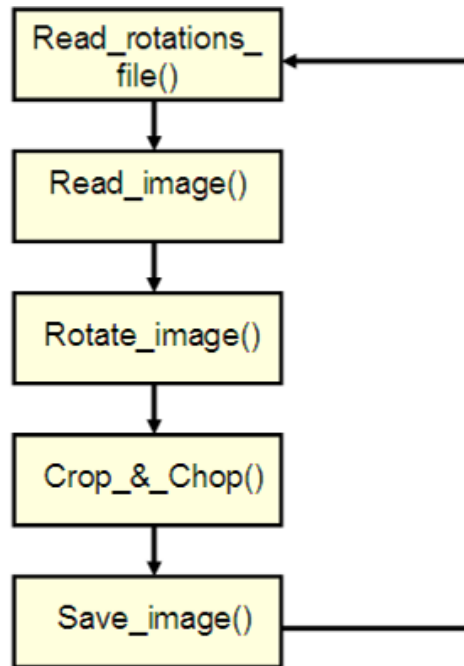 Read_rotations_
file()
Read_image()
Rotate_image()
Crop_&_Chop()
Save_image()